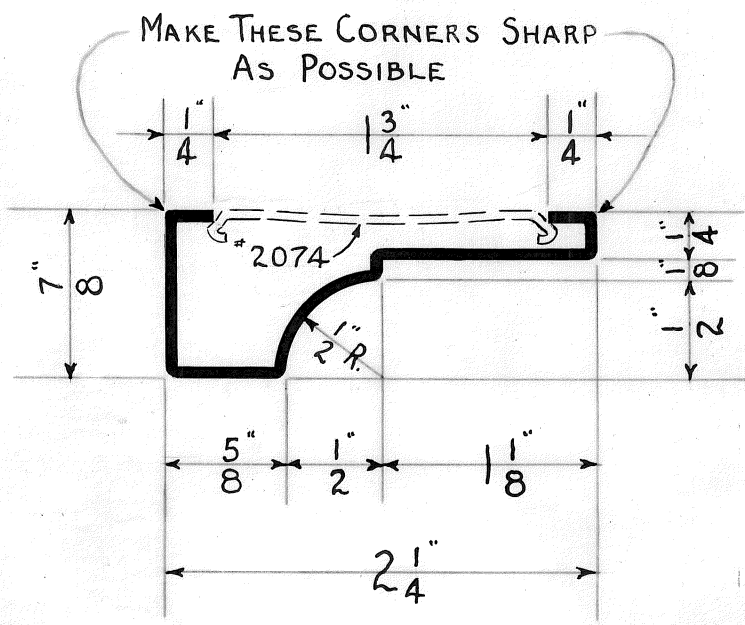 MAKE THESE CORNERS SHARP
AS POSSIBLE
1/4" 1 3/4" 1/4"
1/4"
#2074
1/8"
7/8"
1/2" R.
1/2"
5/8" 1/2" 1 1/8"
2 1/4"